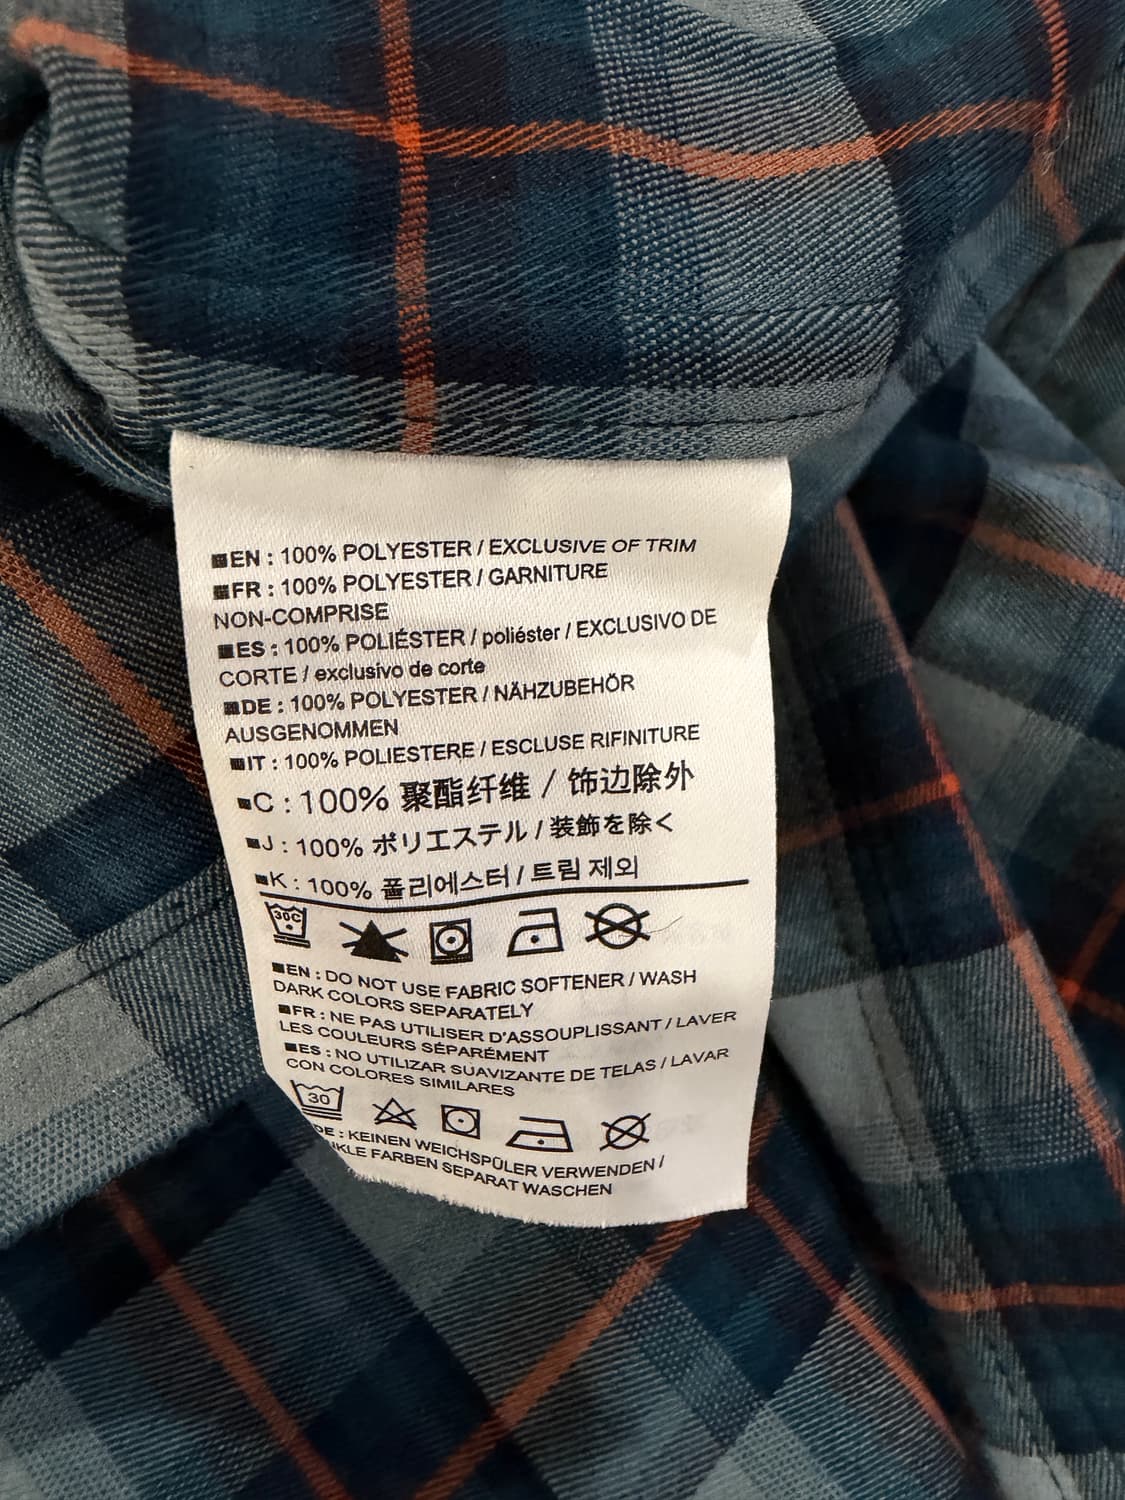 ■EN : 100% POLYESTER / EXCLUSIVE OF TRIM
■FR : 100% POLYESTER / GARNITURE
NON-COMPRISE
■ES : 100% POLIÉSTER / poliéster / EXCLUSIVO DE
CORTE / exclusivo de corte
■DE : 100% POLYESTER / NÄHZUBEHÖR
AUSGENOMMEN
■IT : 100% POLIESTERE / ESCLUSE RIFINITURE
■C : 100% 聚酯纤维 / 饰边除外
■J : 100% ポリエステル / 装飾を除く
■K : 100% 폴리에스터 / 트림 제외
30C
■EN : DO NOT USE FABRIC SOFTENER / WASH
DARK COLORS SEPARATELY
■FR : NE PAS UTILISER D'ASSOUPLISSANT / LAVER
LES COULEURS SÉPARÉMENT
■ES : NO UTILIZAR SUAVIZANTE DE TELAS / LAVAR
CON COLORES SIMILARES
30
DE : KEINEN WEICHSPÜLER VERWENDEN /
FARBEN SEPARAT WASCHEN